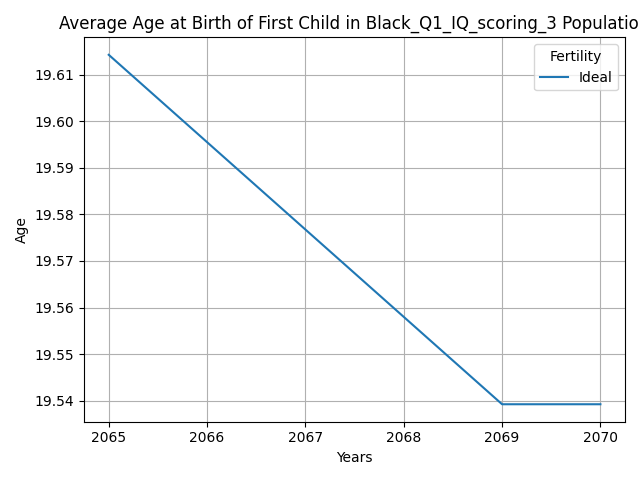 Average Age at Birth of First Child in Black_Q1_IQ_scoring_3 Populatio
Fertility
Ideal
19.61
19.60
19.59
19.58
19.57
19.56
19.55
19.54
Age
2065 2066 2067 2068 2069 2070
Years